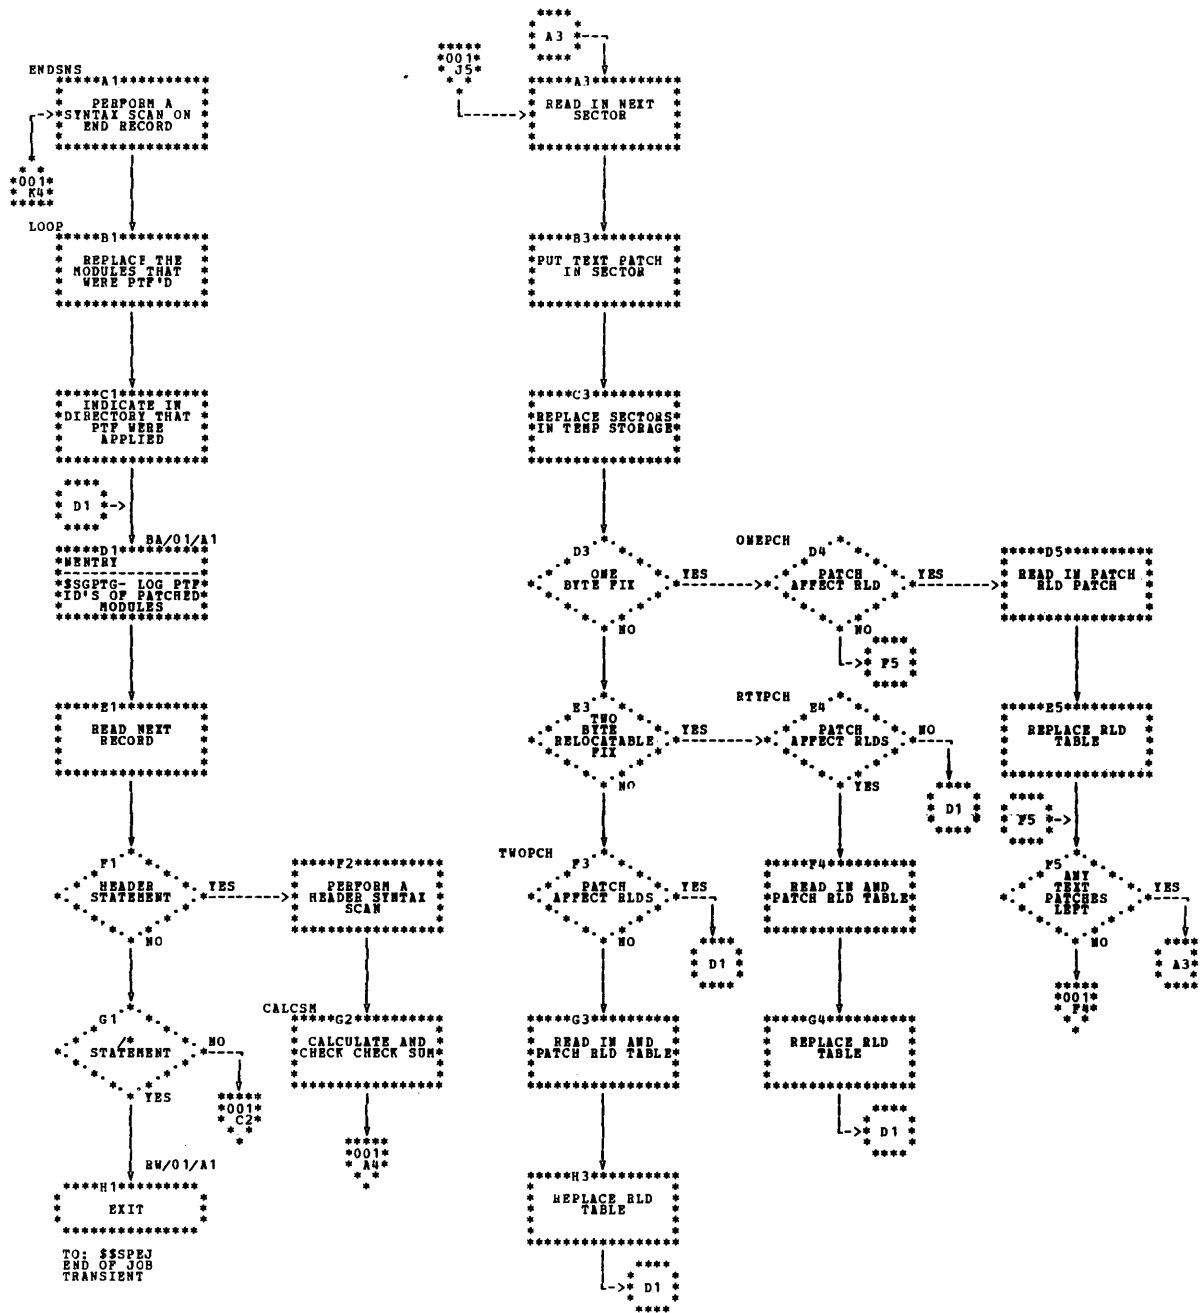 ENDSNS
A1
PERFORM A
SYNTAX SCAN ON
END RECORD
001
K4
LOOP
B1
REPLACE THE
MODULES THAT
WERE PTF'D
C1
INDICATE IN
DIRECTORY THAT
PTF WERE
APPLIED
D1
BA/01/A1
D1
NENTRY
$SGPTG- LOG PTF
ID'S OF PATCHED
MODULES
E1
READ NEXT
RECORD
F1
HEADER
STATEMENT
YES
NO
F2
PERFORM A
HEADER SYNTAX
SCAN
G1
/*
STATEMENT
NO
YES
001
C2
CALCSM
G2
CALCULATE AND
CHECK CHECK SUM
001
A4
RW/01/A1
H1
EXIT
TO: $$SPEJ
END OF JOB
TRANSIENT
A3
001
J5
A3
READ IN NEXT
SECTOR
B3
PUT TEXT PATCH
IN SECTOR
C3
REPLACE SECTORS
IN TEMP STORAGE
D3
ONE
BYTE FIX
YES
NO
ONEPCH
D4
PATCH
AFFECT RLD
YES
NO
F5
D5
READ IN PATCH
RLD PATCH
E3
TWO
BYTE
RELOCATABLE
FIX
YES
NO
RTYPCH
E4
PATCH
AFFECT RLDS
NO
YES
D1
E5
REPLACE RLD
TABLE
F5
TWOPCH
F3
PATCH
AFFECT RLDS
YES
NO
D1
F4
READ IN AND
PATCH RLD TABLE
F5
ANY
TEXT
PATCHES
LEFT
YES
NO
A3
001
F4
G3
READ IN AND
PATCH RLD TABLE
G4
REPLACE RLD
TABLE
D1
H3
REPLACE RLD
TABLE
D1